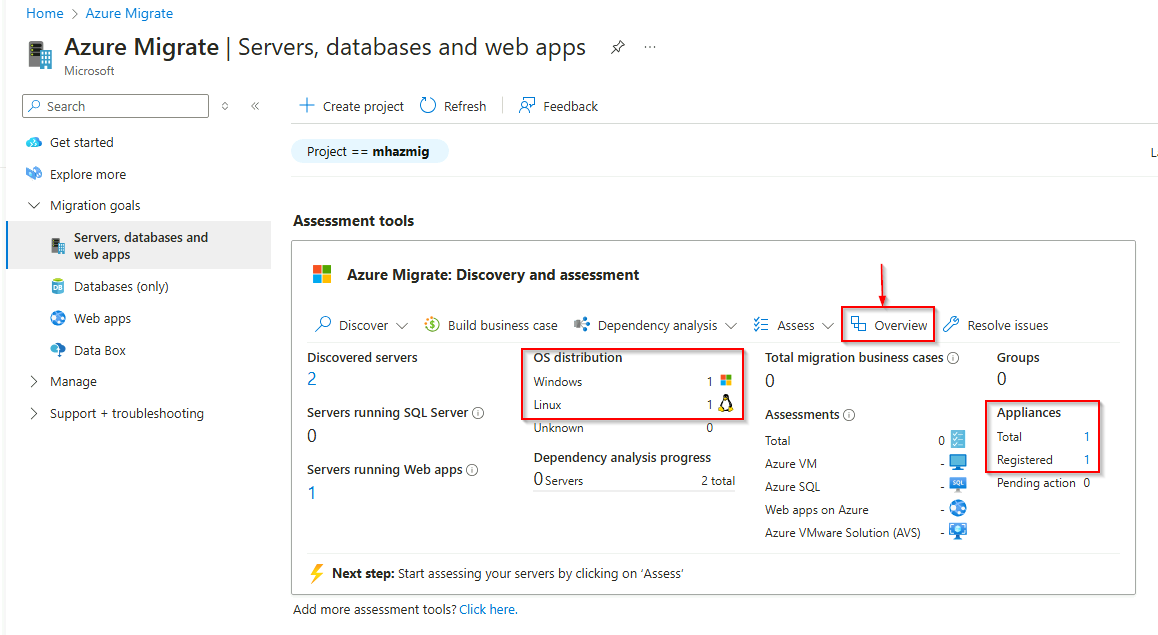 Home > Azure Migrate
Azure Migrate | Servers, databases and web apps
Microsoft
Search
Create project
Refresh
Feedback
Get started
Explore more
Migration goals
Servers, databases and
web apps
Databases (only)
Web apps
Data Box
Manage
Support + troubleshooting
Project == mhazmig
Assessment tools
Azure Migrate: Discovery and assessment
Discover
Build business case
Dependency analysis
Assess
Overview
Resolve issues
Discovered servers
2
Servers running SQL Server
0
Servers running Web apps
1
OS distribution
Windows 1
Linux 1
Unknown 0
Dependency analysis progress
0 Servers 2 total
Total migration business cases
0
Assessments
Total 0
Azure VM -
Azure SQL -
Web apps on Azure -
Azure VMware Solution (AVS) -
Groups
0
Appliances
Total 1
Registered 1
Pending action 0
Next step: Start assessing your servers by clicking on ‘Assess’
Add more assessment tools? Click here.